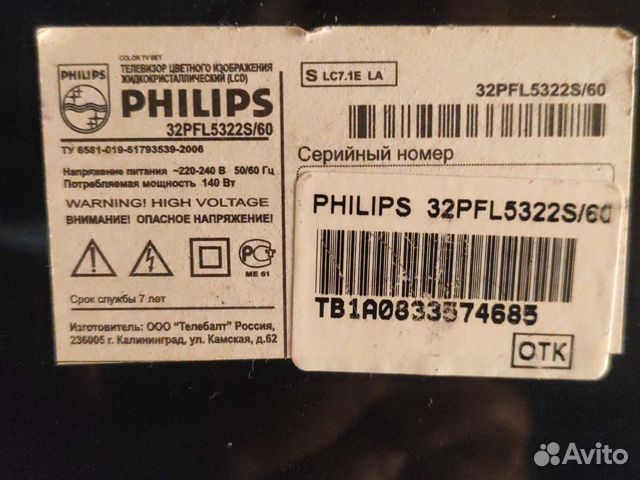 COLOR TV SET
ТЕЛЕВИЗОР ЦВЕТНОГО ИЗОБРАЖЕНИЯ
ЖИДКОКРИСТАЛЛИЧЕСКИЙ (LCD)
PHILIPS
PHILIPS
32PFL5322S/60
ТУ 6581-019-51793539-2006
Напряжение питания ~220-240 В 50/60 Гц
Потребляемая мощность 140 Вт
WARNING! HIGH VOLTAGE
ВНИМАНИЕ! ОПАСНОЕ НАПРЯЖЕНИЕ!
РСТ
МЕ 61
Срок службы 7 лет
Изготовитель: ООО "Телебалт" Россия,
236005 г. Калининград, ул. Камская, д.62
S LC7.1E LA
32PFL5322S/60
Серийный номер
PHILIPS 32PFL5322S/60
TB1A0833574685
ОТК
Avito